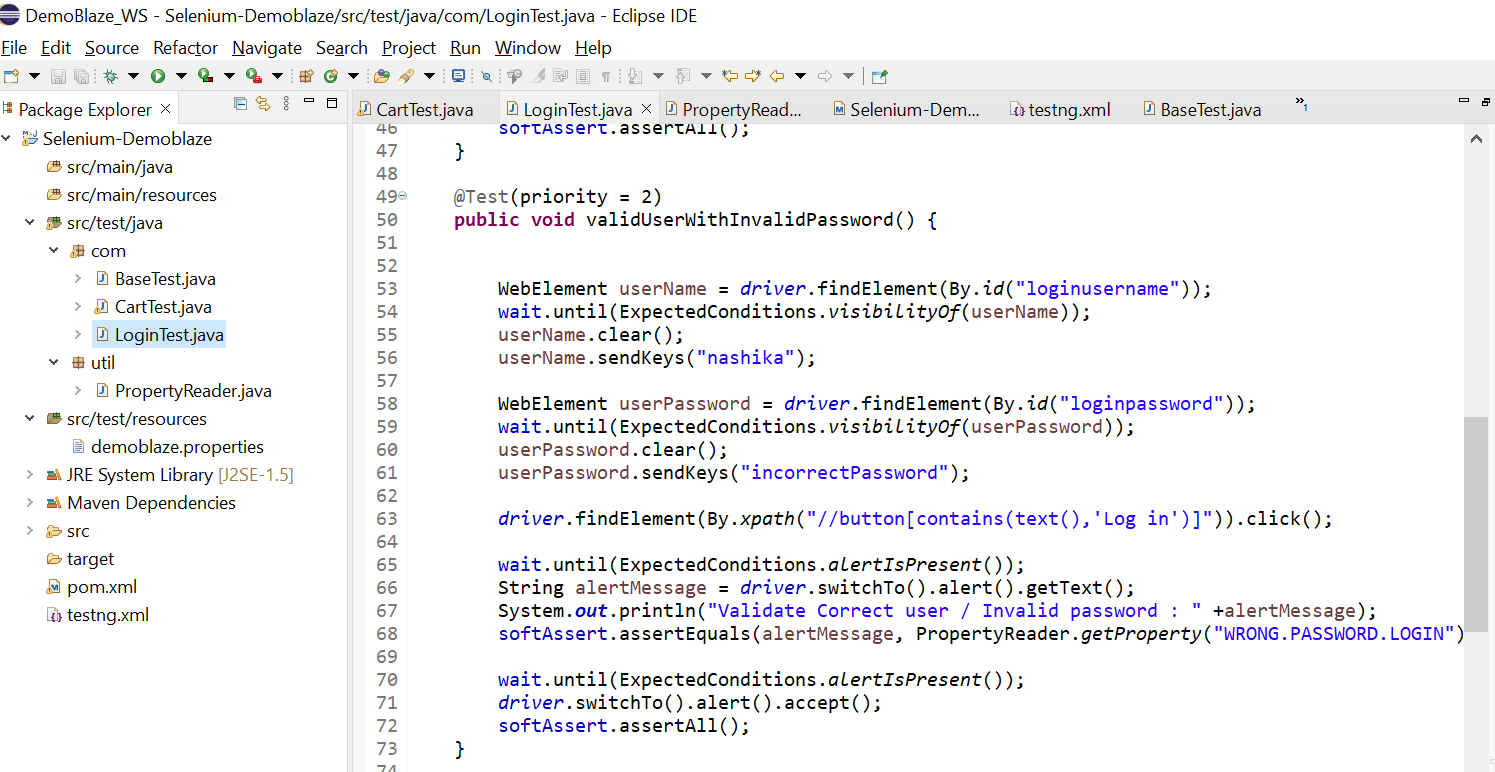 DemoBlaze_WS - Selenium-Demoblaze/src/test/java/com/LoginTest.java - Eclipse IDE
File Edit Source Refactor Navigate Search Project Run Window Help
Package Explorer
Selenium-Demoblaze
src/main/java
src/main/resources
src/test/java
com
BaseTest.java
CartTest.java
LoginTest.java
util
PropertyReader.java
src/test/resources
demoblaze.properties
JRE System Library [J2SE-1.5]
Maven Dependencies
src
target
pom.xml
testng.xml
CartTest.java LoginTest.java PropertyRead... Selenium-Dem... testng.xml BaseTest.java »1
46 softAssert.assertAll();
47 }
48
49 @Test(priority = 2)
50 public void validUserWithInvalidPassword() {
51
52
53 WebElement userName = driver.findElement(By.id("loginusername"));
54 wait.until(ExpectedConditions.visibilityOf(userName));
55 userName.clear();
56 userName.sendKeys("nashika");
57
58 WebElement userPassword = driver.findElement(By.id("loginpassword"));
59 wait.until(ExpectedConditions.visibilityOf(userPassword));
60 userPassword.clear();
61 userPassword.sendKeys("incorrectPassword");
62
63 driver.findElement(By.xpath("//button[contains(text(),'Log in')]")).click();
64
65 wait.until(ExpectedConditions.alertIsPresent());
66 String alertMessage = driver.switchTo().alert().getText();
67 System.out.println("Validate Correct user / Invalid password : " +alertMessage);
68 softAssert.assertEquals(alertMessage, PropertyReader.getProperty("WRONG.PASSWORD.LOGIN")
69
70 wait.until(ExpectedConditions.alertIsPresent());
71 driver.switchTo().alert().accept();
72 softAssert.assertAll();
73 }
74